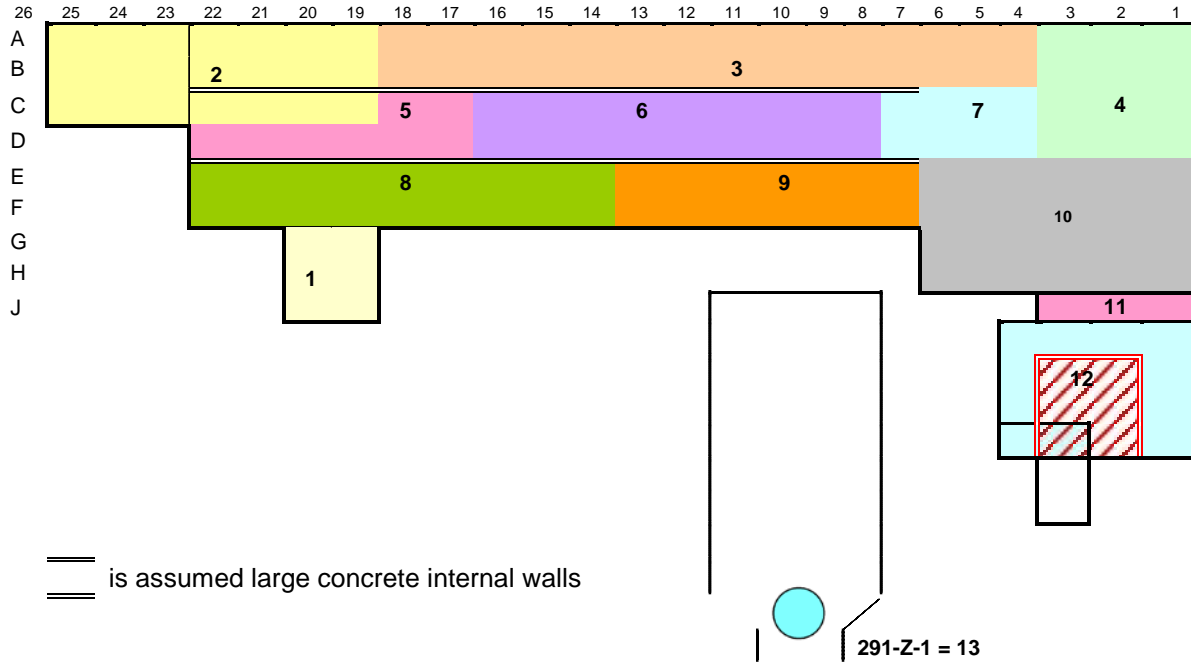 26 25 24 23 22 21 20 19 18 17 16 15 14 13 12 11 10 9 8 7 6 5 4 3 2 1
A
B 2 3
C 5 6 7 4
D
E 8 9
F 10
G
H 1
J 11
12
is assumed large concrete internal walls
291-Z-1 = 13